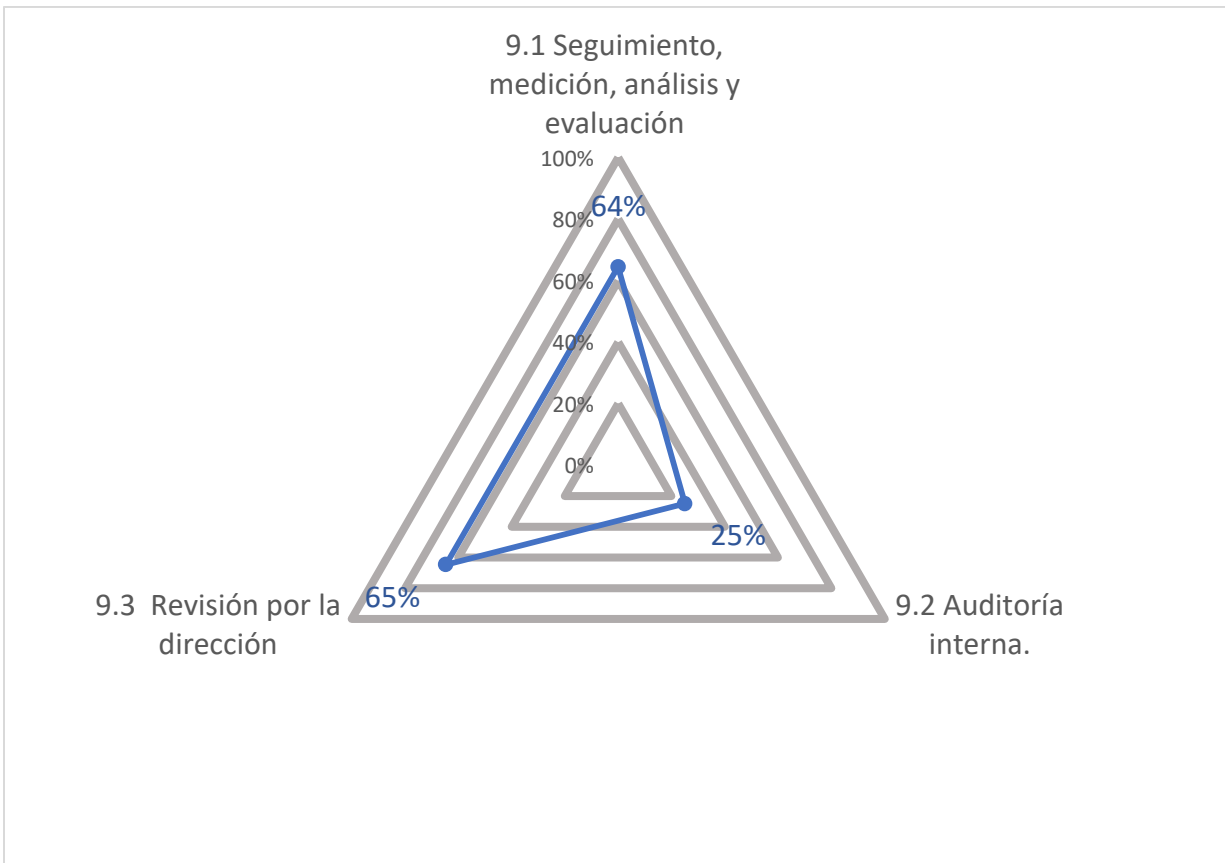 9.1 Seguimiento,
medición, análisis y
evaluación
100%
64%
80%
60%
40%
20%
0%
25%
65%
9.3  Revisión por la
dirección
9.2 Auditoría
interna.